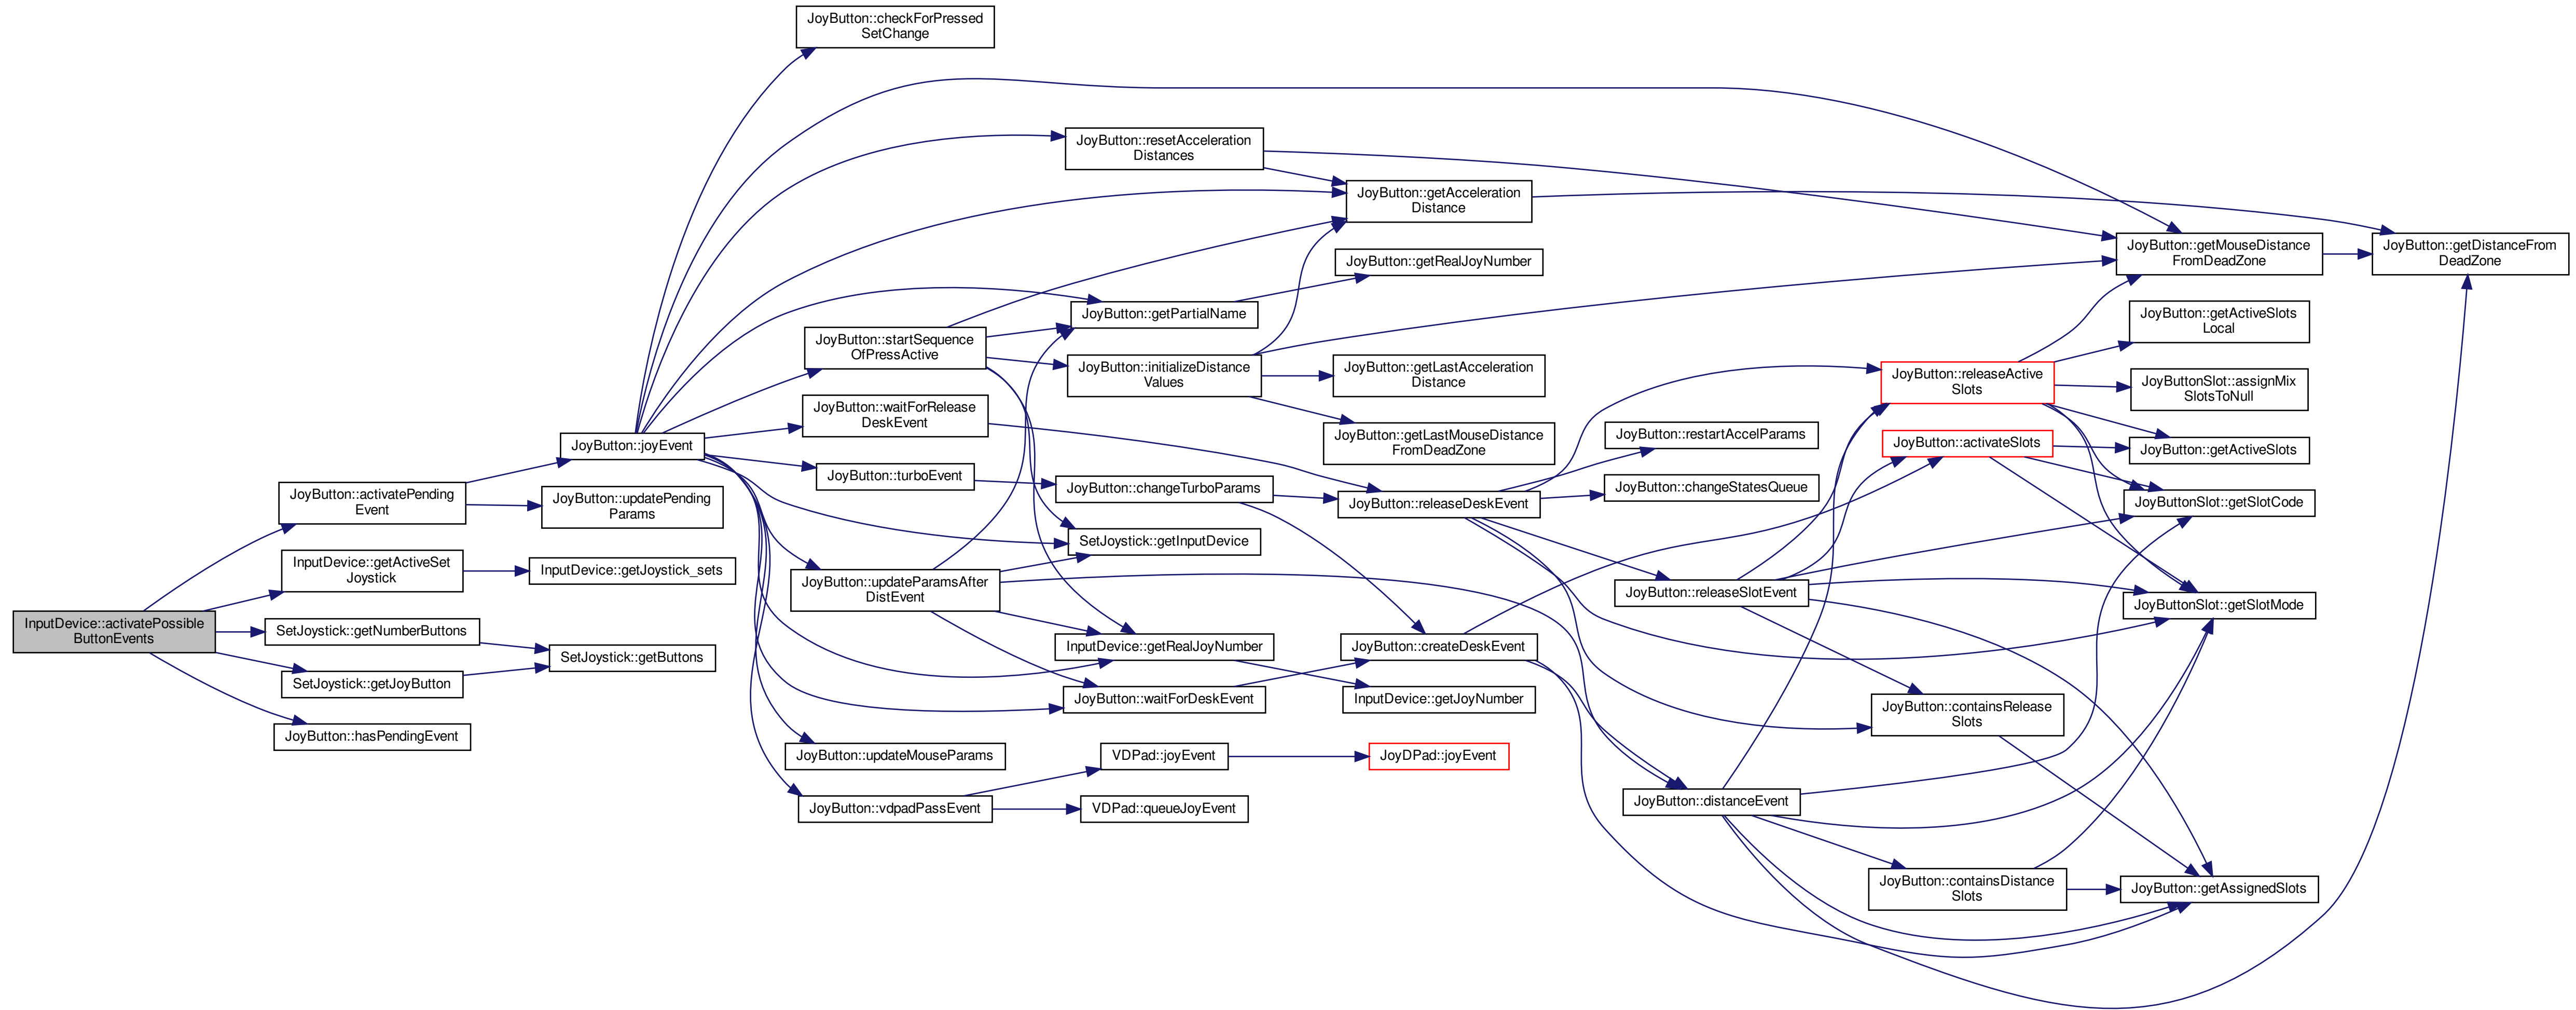 JoyButton::checkForPressed
SetChange
JoyButton::resetAcceleration
Distances
JoyButton::getAcceleration
Distance
JoyButton::getMouseDistance
FromDeadZone
JoyButton::getDistanceFrom
DeadZone
JoyButton::getRealJoyNumber
JoyButton::getPartialName
JoyButton::getActiveSlots
Local
JoyButton::startSequence
OfPressActive
JoyButton::initializeDistance
Values
JoyButton::getLastAcceleration
Distance
JoyButton::releaseActive
Slots
JoyButtonSlot::assignMix
SlotsToNull
JoyButton::waitForRelease
DeskEvent
JoyButton::getLastMouseDistance
FromDeadZone
JoyButton::restartAccelParams
JoyButton::activateSlots
JoyButton::getActiveSlots
JoyButton::joyEvent
JoyButton::turboEvent
JoyButton::changeTurboParams
JoyButton::changeStatesQueue
JoyButton::activatePending
Event
JoyButton::updatePending
Params
JoyButton::releaseDeskEvent
JoyButtonSlot::getSlotCode
SetJoystick::getInputDevice
InputDevice::getActiveSet
Joystick
InputDevice::getJoystick_sets
JoyButton::updateParamsAfter
DistEvent
JoyButton::releaseSlotEvent
JoyButtonSlot::getSlotMode
InputDevice::activatePossible
ButtonEvents
SetJoystick::getNumberButtons
SetJoystick::getButtons
InputDevice::getRealJoyNumber
JoyButton::createDeskEvent
SetJoystick::getJoyButton
JoyButton::waitForDeskEvent
InputDevice::getJoyNumber
JoyButton::containsRelease
Slots
JoyButton::hasPendingEvent
JoyButton::updateMouseParams
VDPad::joyEvent
JoyDPad::joyEvent
JoyButton::vdpadPassEvent
VDPad::queueJoyEvent
JoyButton::distanceEvent
JoyButton::containsDistance
Slots
JoyButton::getAssignedSlots